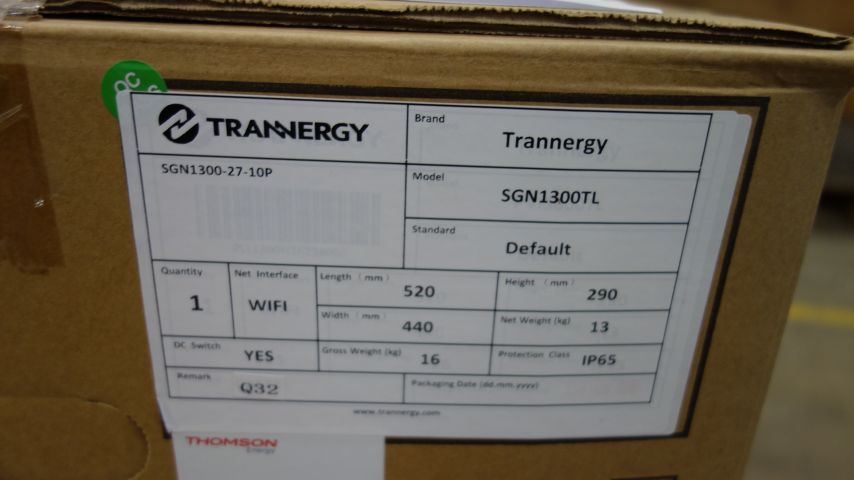 QC
TRANNERGY
Brand
Trannergy
SGN1300-27-10P
Model
SGN1300TL
Standard
Default
Quantity
1
Net Interface
WIFI
Length （mm）
520
Height （mm）
290
Width （mm）
440
Net Weight (kg)
13
DC Switch
YES
Gross Weight (kg)
16
Protection Class
IP65
Remark
Q32
Packaging Date (dd.mm.yyyy)
www.trannergy.com
THOMSON
Energy